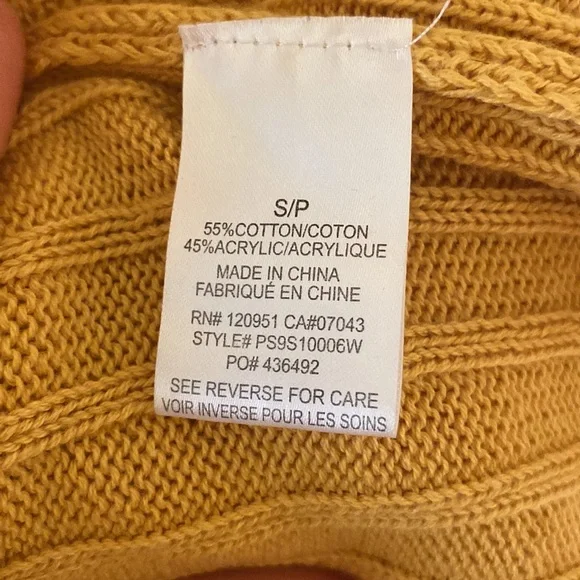 S/P
55%COTTON/COTON
45%ACRYLIC/ACRYLIQUE
MADE IN CHINA
FABRIQUÉ EN CHINE
RN# 120951 CA#07043
STYLE# PS9S10006W
PO# 436492
SEE REVERSE FOR CARE
VOIR INVERSE POUR LES SOINS